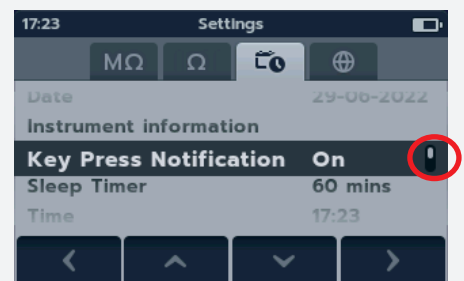 17:23 Settings
MΩ Ω
Date 29-06-2022
Instrument information
Key Press Notification On
Sleep Timer 60 mins
Time 17:23